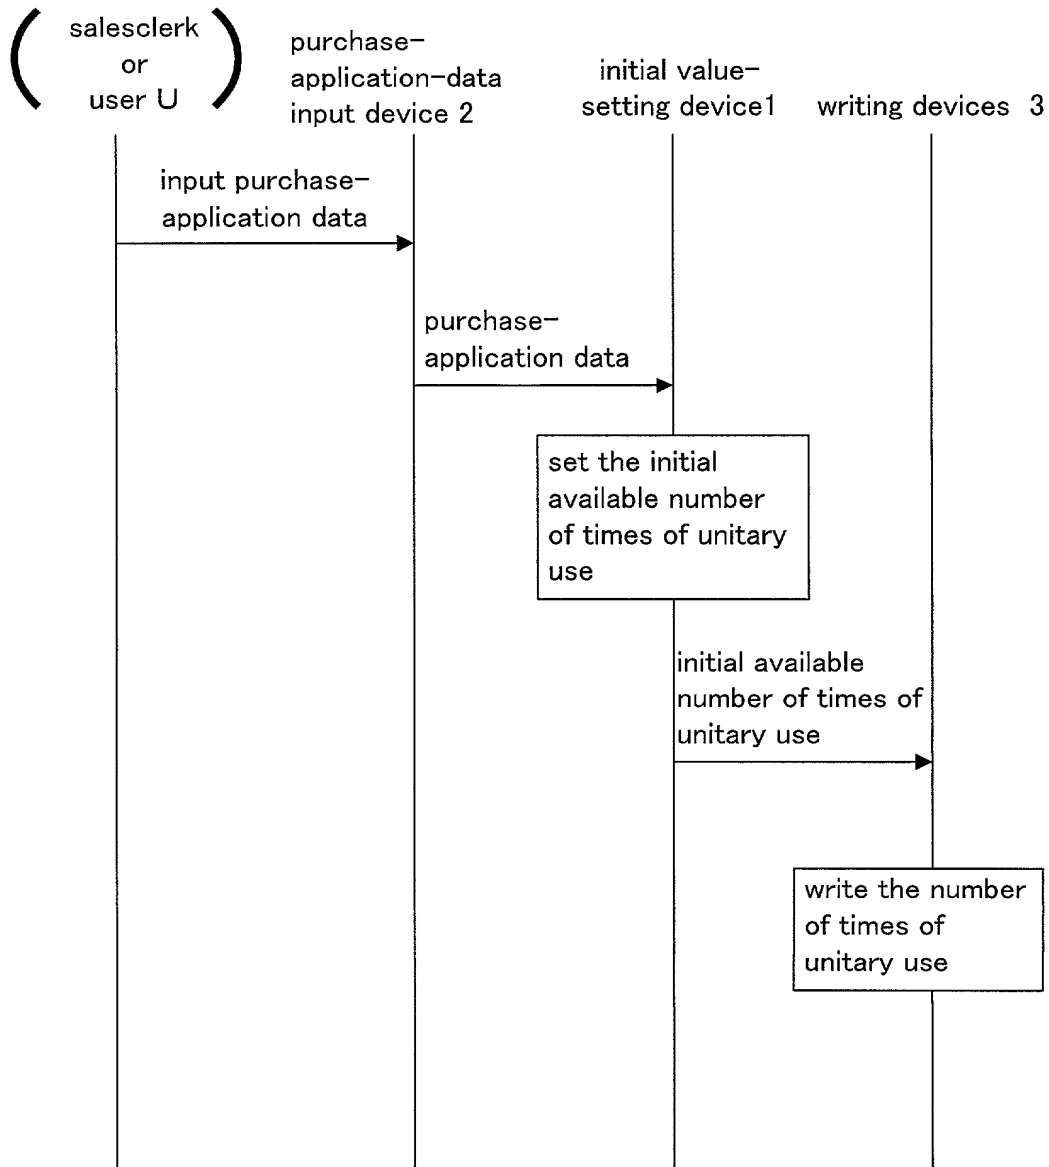 salesclerk
or
user U
purchase-
application-data
input device 2
initial value-
setting device1
writing devices 3
input purchase-
application data
purchase-
application data
set the initial
available number
of times of unitary
use
initial available
number of times of
unitary use
write the number
of times of
unitary use